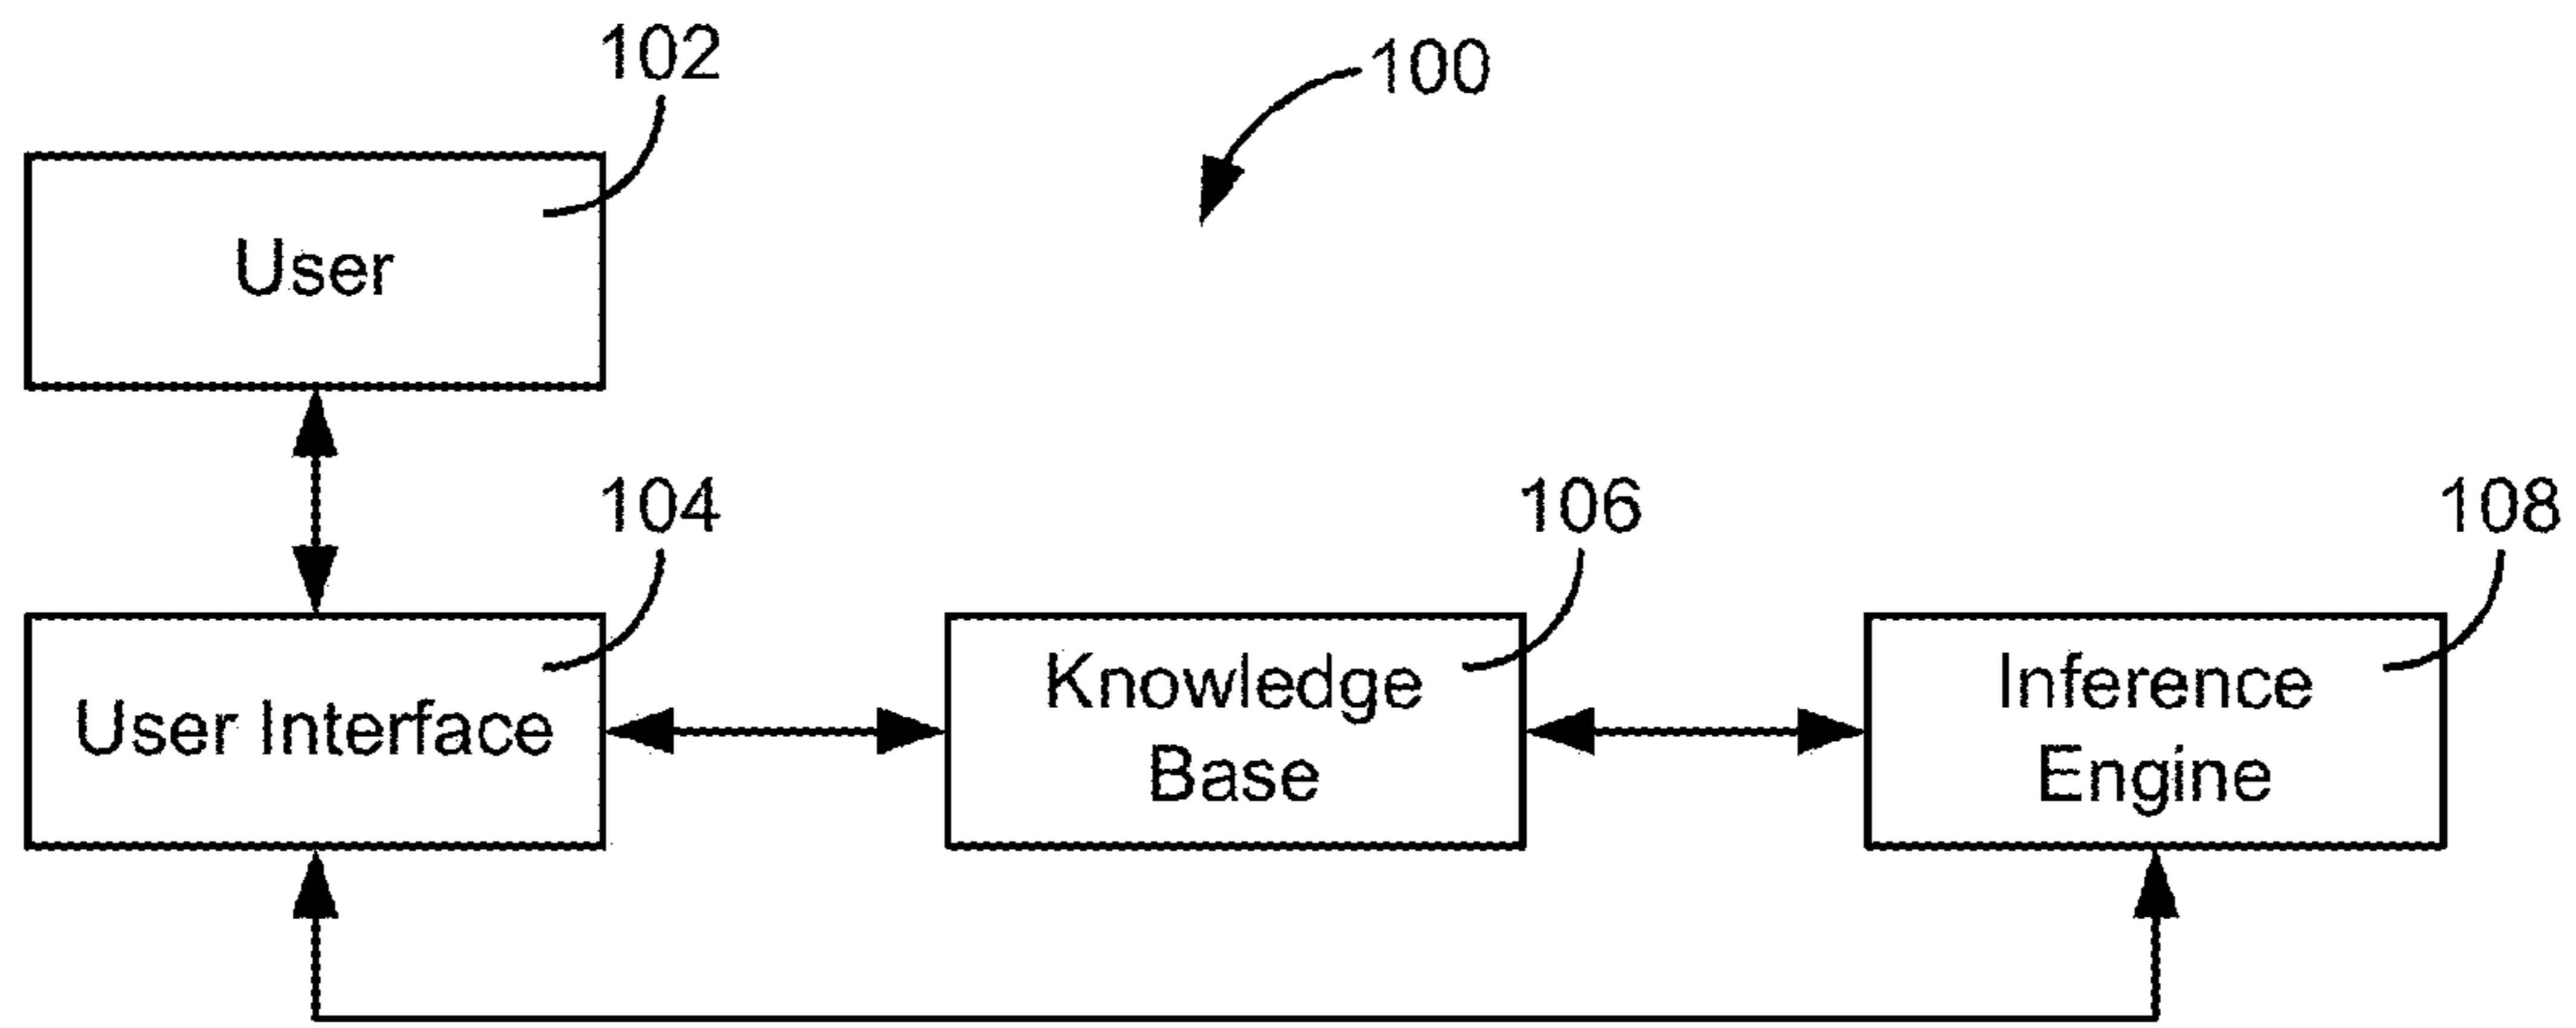 102
100
User
104
106
108
User Interface
Knowledge
Base
Inference
Engine